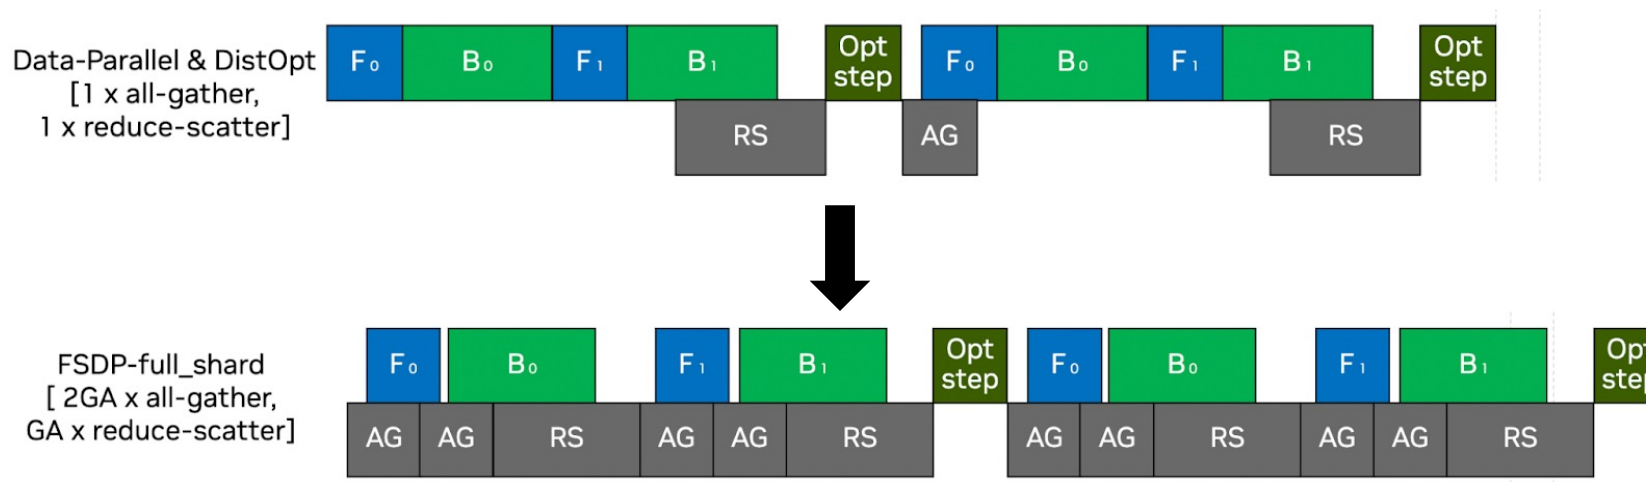 Data-Parallel & DistOpt
[1 x all-gather,
1 x reduce-scatter]
F₀ B₀ F₁ B₁ Opt step F₀ B₀ F₁ B₁ Opt step
RS AG RS
FSDP-full_shard
[ 2GA x all-gather,
GA x reduce-scatter]
F₀ B₀ F₁ B₁ Opt step F₀ B₀ F₁ B₁ Opt step
AG AG RS AG AG RS AG AG RS AG AG RS